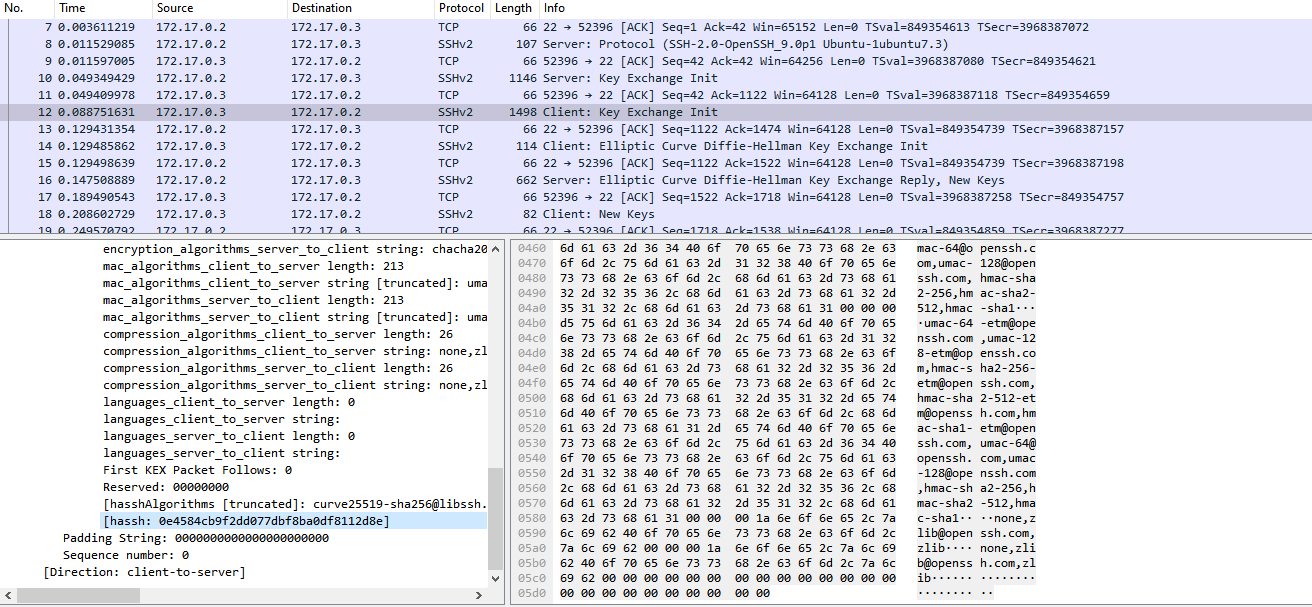 No. Time Source Destination Protocol Length Info
7 0.003611219 172.17.0.2 172.17.0.3 TCP 66 22 → 52396 [ACK] Seq=1 Ack=42 Win=65152 Len=0 TSval=849354613 TSecr=3968387072
8 0.011529085 172.17.0.2 172.17.0.3 SSHv2 107 Server: Protocol (SSH-2.0-OpenSSH_9.0p1 Ubuntu-1ubuntu7.3)
9 0.011597005 172.17.0.3 172.17.0.2 TCP 66 52396 → 22 [ACK] Seq=42 Ack=42 Win=64256 Len=0 TSval=3968387080 TSecr=849354621
10 0.049349429 172.17.0.2 172.17.0.3 SSHv2 1146 Server: Key Exchange Init
11 0.049409978 172.17.0.3 172.17.0.2 TCP 66 52396 → 22 [ACK] Seq=42 Ack=1122 Win=64128 Len=0 TSval=3968387118 TSecr=849354659
12 0.088751631 172.17.0.3 172.17.0.2 SSHv2 1498 Client: Key Exchange Init
13 0.129431354 172.17.0.2 172.17.0.3 TCP 66 22 → 52396 [ACK] Seq=1122 Ack=1474 Win=64128 Len=0 TSval=849354739 TSecr=3968387157
14 0.129485862 172.17.0.3 172.17.0.2 SSHv2 114 Client: Elliptic Curve Diffie-Hellman Key Exchange Init
15 0.129498639 172.17.0.2 172.17.0.3 TCP 66 22 → 52396 [ACK] Seq=1122 Ack=1522 Win=64128 Len=0 TSval=849354739 TSecr=3968387198
16 0.147508889 172.17.0.2 172.17.0.3 SSHv2 662 Server: Elliptic Curve Diffie-Hellman Key Exchange Reply, New Keys
17 0.189490543 172.17.0.3 172.17.0.2 TCP 66 52396 → 22 [ACK] Seq=1522 Ack=1718 Win=64128 Len=0 TSval=3968387258 TSecr=849354757
18 0.208602729 172.17.0.3 172.17.0.2 SSHv2 82 Client: New Keys
19 0.249570792 172.17.0.2 172.17.0.3 TCP 66 22 → 52396 [ACK] Seq=1718 Ack=1538 Win=64128 Len=0 TSval=849354859 TSecr=3968387277
encryption_algorithms_server_to_client string: chacha20
mac_algorithms_client_to_server length: 213
mac_algorithms_client_to_server string [truncated]: uma
mac_algorithms_server_to_client length: 213
mac_algorithms_server_to_client string [truncated]: uma
compression_algorithms_client_to_server length: 26
compression_algorithms_client_to_server string: none,zl
compression_algorithms_server_to_client length: 26
compression_algorithms_server_to_client string: none,zl
languages_client_to_server length: 0
languages_client_to_server string:
languages_server_to_client length: 0
languages_server_to_client string:
First KEX Packet Follows: 0
Reserved: 00000000
[hasshAlgorithms [truncated]: curve25519-sha256@libssh.
[hassh: 0e4584cb9f2dd077dbf8ba0df8112d8e]
Padding String: 0000000000000000000000
Sequence number: 0
[Direction: client-to-server]
0460 6d 61 63 2d 36 34 40 6f 70 65 6e 73 73 68 2e 63 mac-64@o penssh.c
0470 6f 6d 2c 75 6d 61 63 2d 31 32 38 40 6f 70 65 6e om,umac- 128@open
0480 73 73 68 2e 63 6f 6d 2c 68 6d 61 63 2d 73 68 61 ssh.com, hmac-sha
0490 32 2d 32 35 36 2c 68 6d 61 63 2d 73 68 61 32 2d 2-256,hm ac-sha2-
04a0 35 31 32 2c 68 6d 61 63 2d 73 68 61 31 00 00 00 512,hmac -sha1···
04b0 d5 75 6d 61 63 2d 36 34 2d 65 74 6d 40 6f 70 65 ·umac-64 -etm@ope
04c0 6e 73 73 68 2e 63 6f 6d 2c 75 6d 61 63 2d 31 32 nssh.com ,umac-12
04d0 38 2d 65 74 6d 40 6f 70 65 6e 73 73 68 2e 63 6f 8-etm@op enssh.co
04e0 6d 2c 68 6d 61 63 2d 73 68 61 32 2d 32 35 36 2d m,hmac-s ha2-256-
04f0 65 74 6d 40 6f 70 65 6e 73 73 68 2e 63 6f 6d 2c etm@open ssh.com,
0500 68 6d 61 63 2d 73 68 61 32 2d 35 31 32 2d 65 74 hmac-sha 2-512-et
0510 6d 40 6f 70 65 6e 73 73 68 2e 63 6f 6d 2c 68 6d m@openss h.com,hm
0520 61 63 2d 73 68 61 31 2d 65 74 6d 40 6f 70 65 6e ac-sha1- etm@open
0530 73 73 68 2e 63 6f 6d 2c 75 6d 61 63 2d 36 34 40 ssh.com, umac-64@
0540 6f 70 65 6e 73 73 68 2e 63 6f 6d 2c 75 6d 61 63 openssh. com,umac
0550 2d 31 32 38 40 6f 70 65 6e 73 73 68 2e 63 6f 6d -128@ope nssh.com
0560 2c 68 6d 61 63 2d 73 68 61 32 2d 32 35 36 2c 68 ,hmac-sh a2-256,h
0570 6d 61 63 2d 73 68 61 32 2d 35 31 32 2c 68 6d 61 mac-sha2 -512,hma
0580 63 2d 73 68 61 31 00 00 00 1a 6e 6f 6e 65 2c 7a c-sha1·· ··none,z
0590 6c 69 62 40 6f 70 65 6e 73 73 68 2e 63 6f 6d 2c lib@open ssh.com,
05a0 7a 6c 69 62 00 00 00 1a 6e 6f 6e 65 2c 7a 6c 69 zlib···· none,zli
05b0 62 40 6f 70 65 6e 73 73 68 2e 63 6f 6d 2c 7a 6c b@openss h.com,zl
05c0 69 62 00 00 00 00 00 00 00 00 00 00 00 00 00 00 ib······ ········
05d0 00 00 00 00 00 00 00 00 00 00 ········ ··